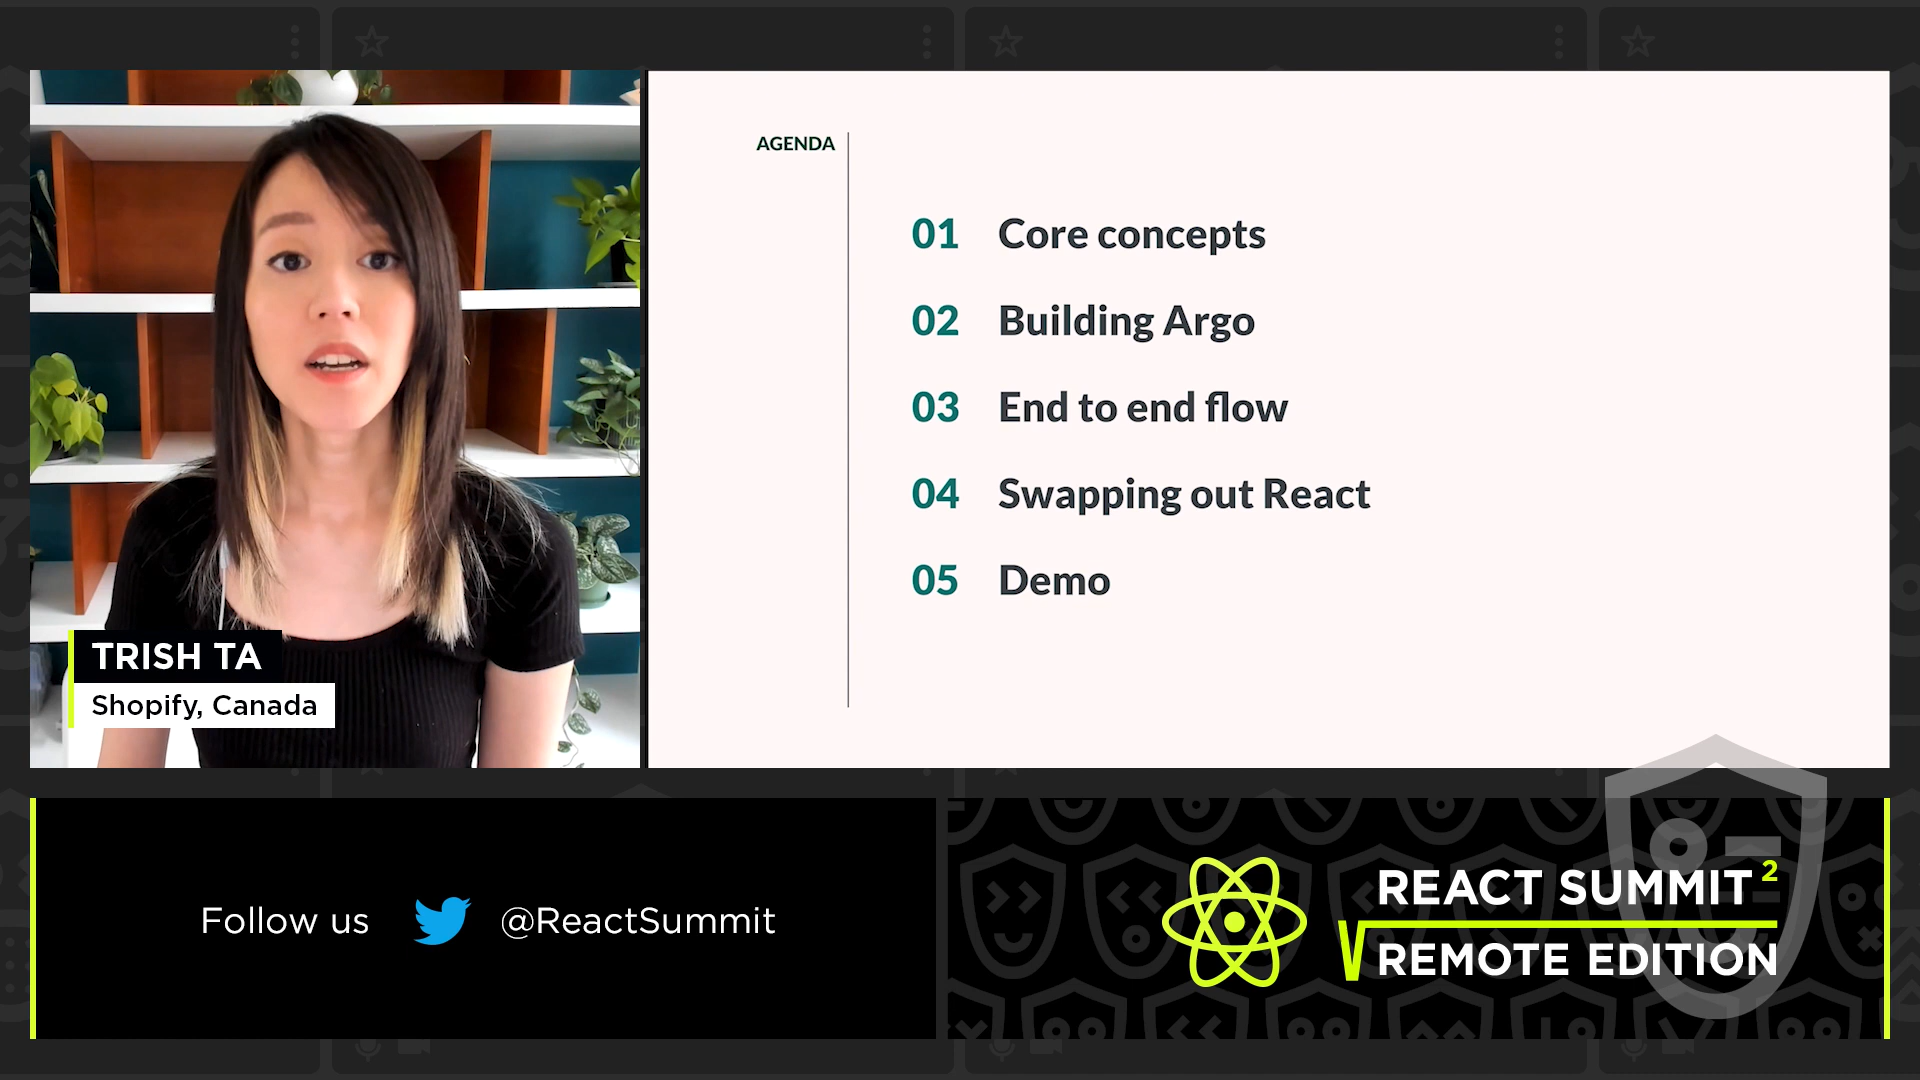 AGENDA
01 Core concepts
02 Building Argo
03 End to end flow
04 Swapping out React
05 Demo
TRISH TA
Shopify, Canada
Follow us @ReactSummit
REACT SUMMIT 2
REMOTE EDITION